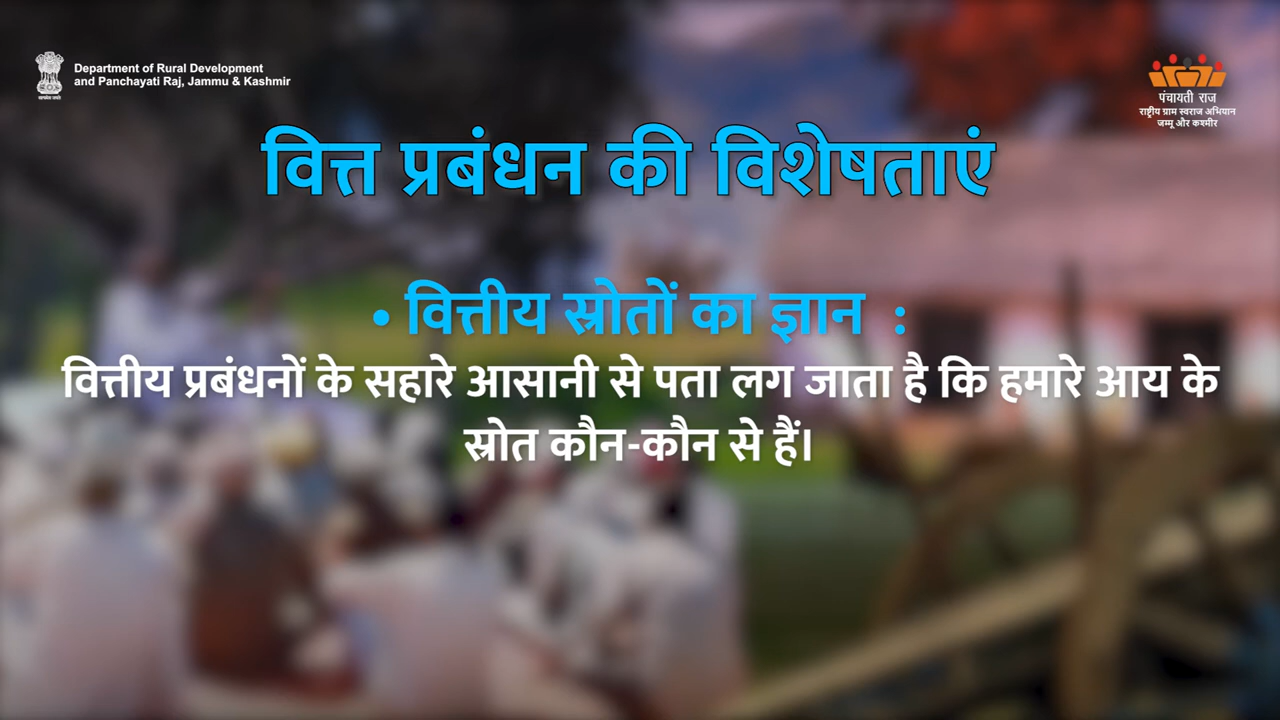 Department of Rural Development
and Panchayati Raj, Jammu & Kashmir
पंचायती राज
राष्ट्रीय ग्राम स्वराज अभियान
जम्मू और कश्मीर
वित्त प्रबंधन की विशेषताएं
• वित्तीय स्रोतों का ज्ञान :
वित्तीय प्रबंधनों के सहारे आसानी से पता लग जाता है कि हमारे आय के
स्रोत कौन-कौन से हैं।